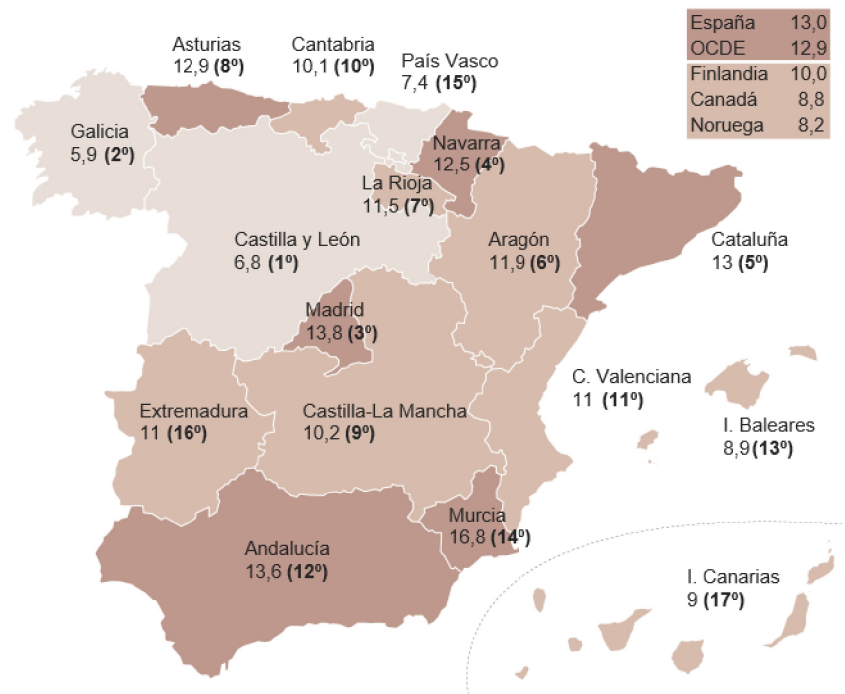 España 13,0
OCDE 12,9
Finlandia 10,0
Canadá 8,8
Noruega 8,2
Asturias
12,9 (8º)
Cantabria
10,1 (10º)
País Vasco
7,4 (15º)
Galicia
5,9 (2º)
Navarra
12,5 (4º)
La Rioja
11,5 (7º)
Castilla y León
6,8 (1º)
Aragón
11,9 (6º)
Cataluña
13 (5º)
Madrid
13,8 (3º)
C. Valenciana
11 (11º)
Extremadura
11 (16º)
Castilla-La Mancha
10,2 (9º)
I. Baleares
8,9(13º)
Murcia
16,8 (14º)
Andalucía
13,6 (12º)
I. Canarias
9 (17º)